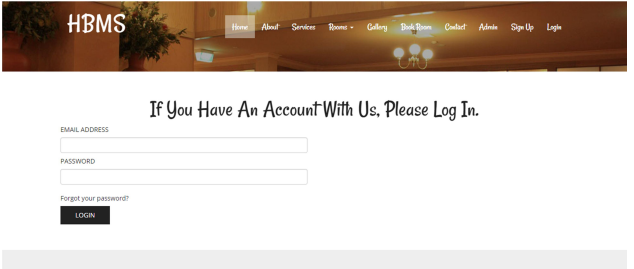 HBMS
Home About Services Rooms Gallery Book Room Contact Admin Sign Up Login
If You Have An Account With Us, Please Log In.
EMAIL ADDRESS
PASSWORD
Forgot your password?
LOGIN